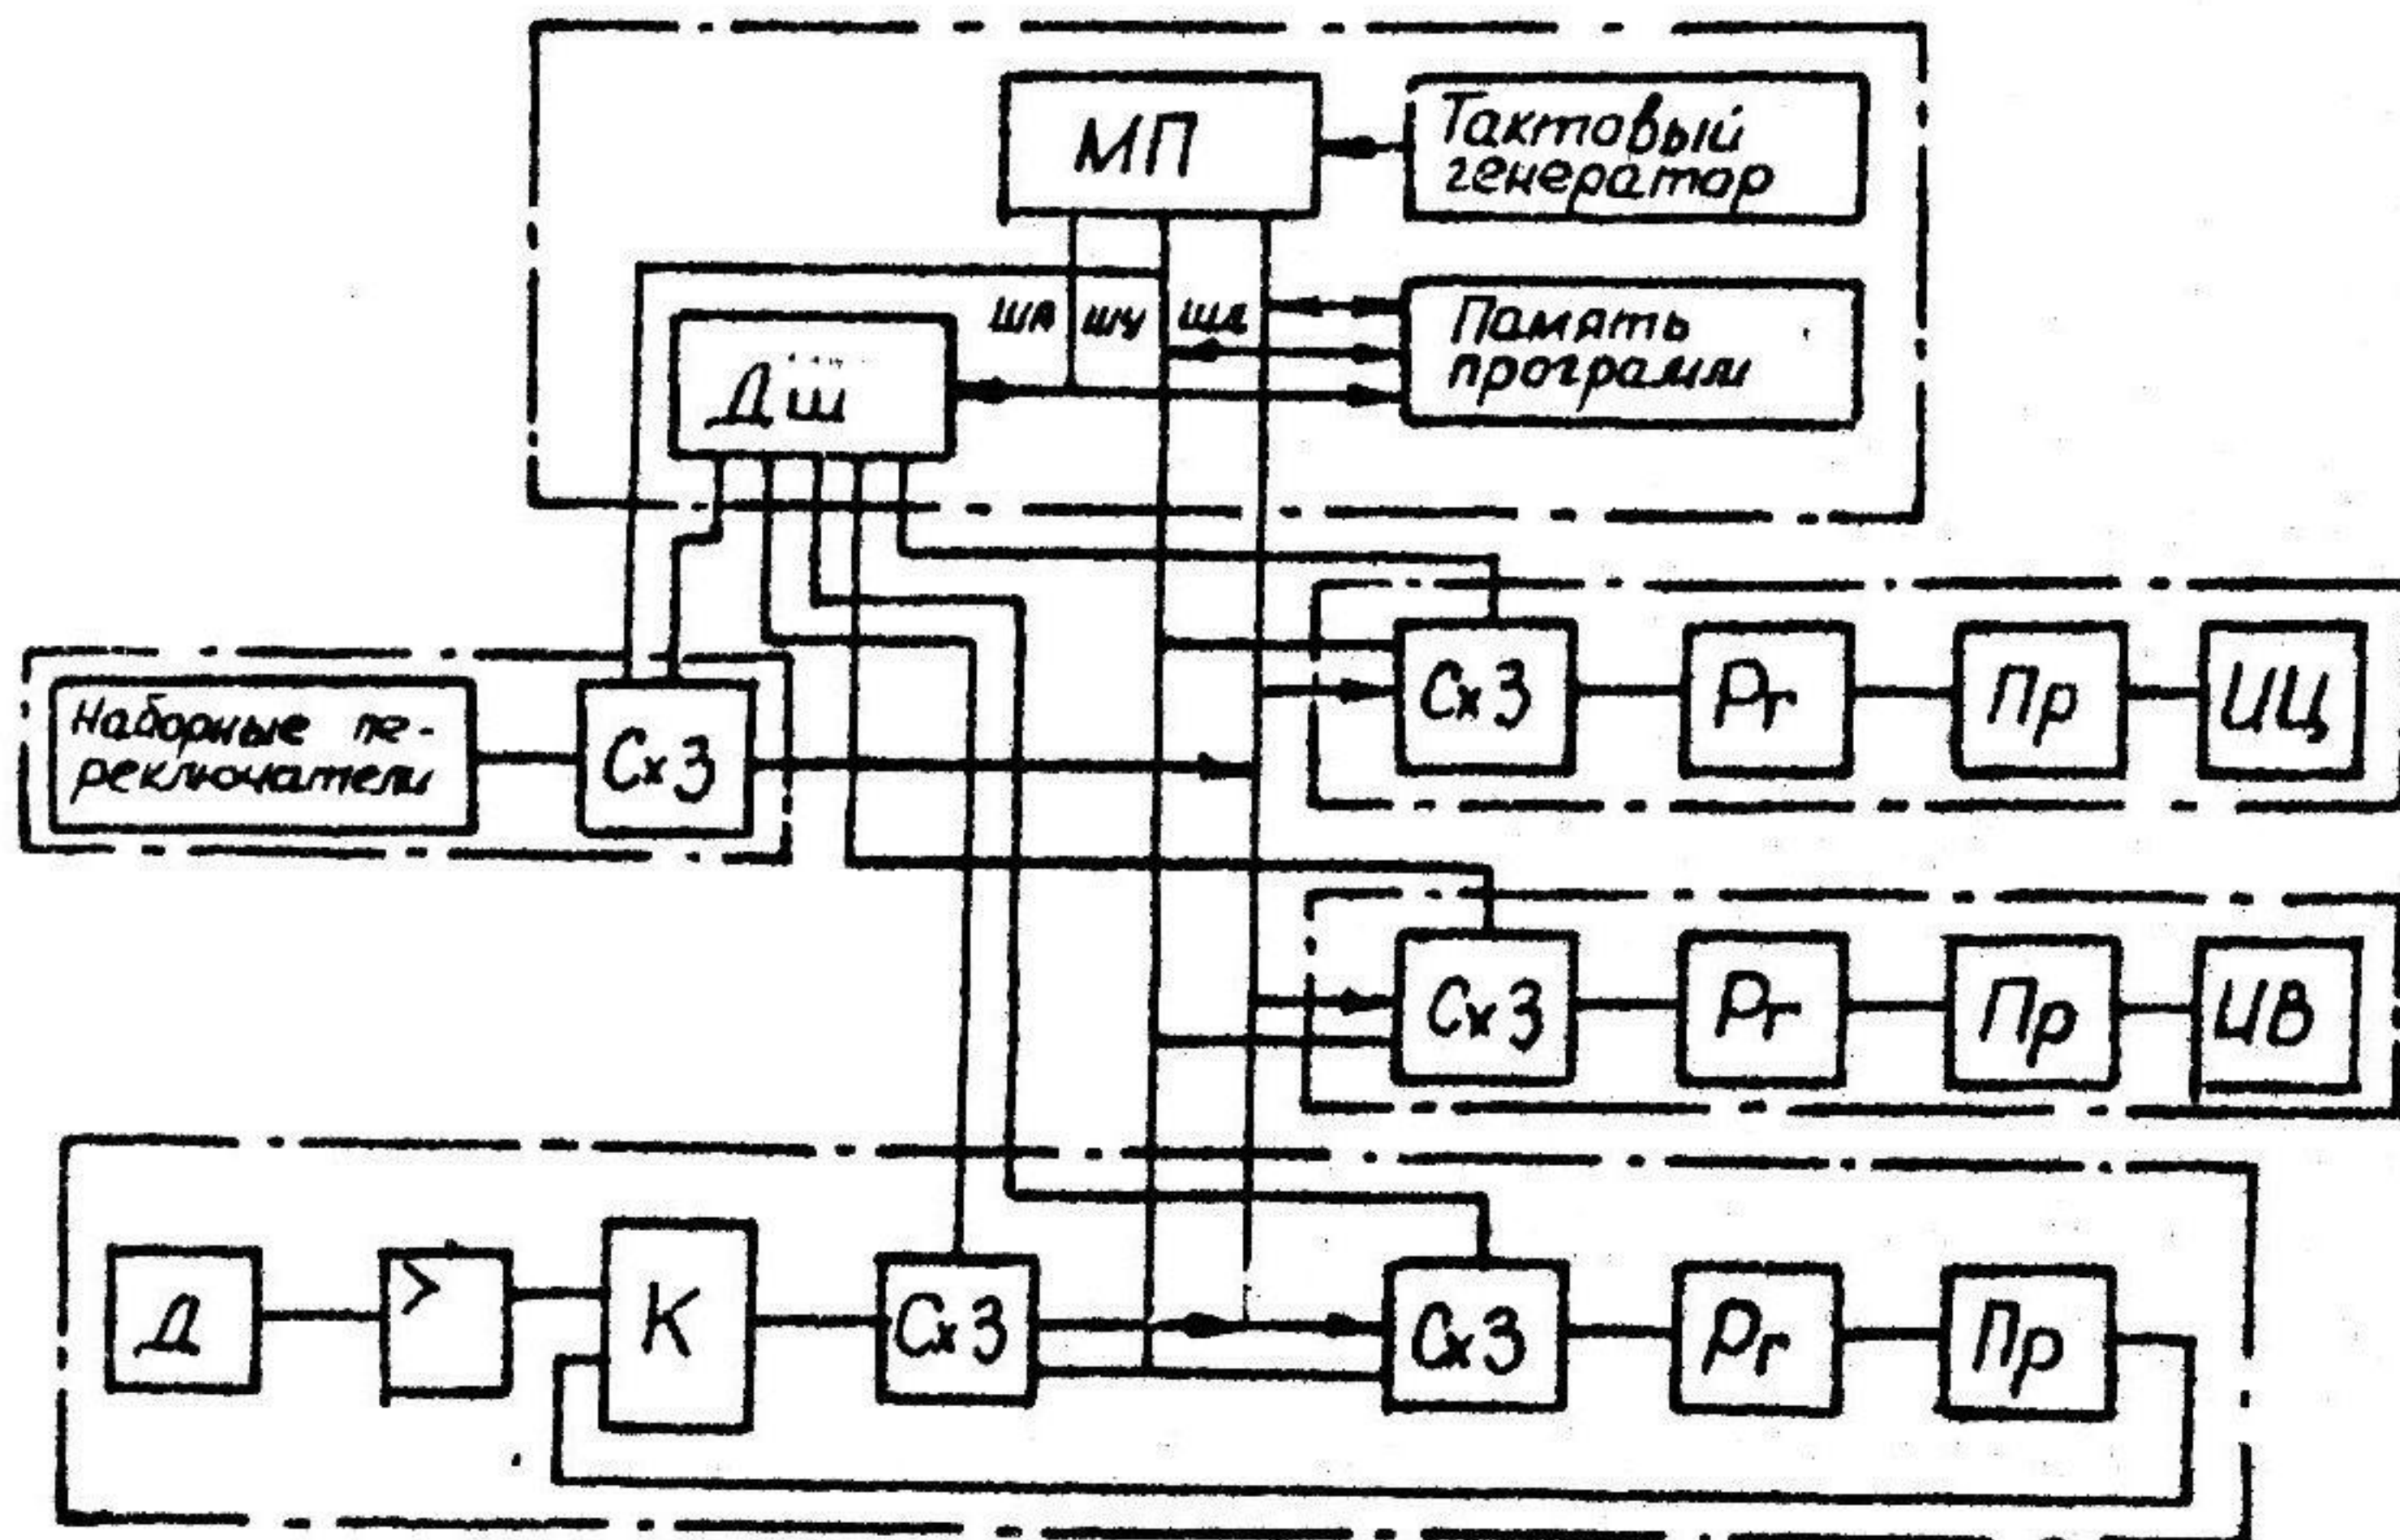 МП
Тактовый
генератор
ША ШУ ШД
Память
программ
ДШ
Наборные пе-
реключатели
Сх3
Сх3
Рг
Пр
ИЦ
Сх3
Рг
Пр
ИВ
Д
>
К
Сх3
Сх3
Рг
Пр